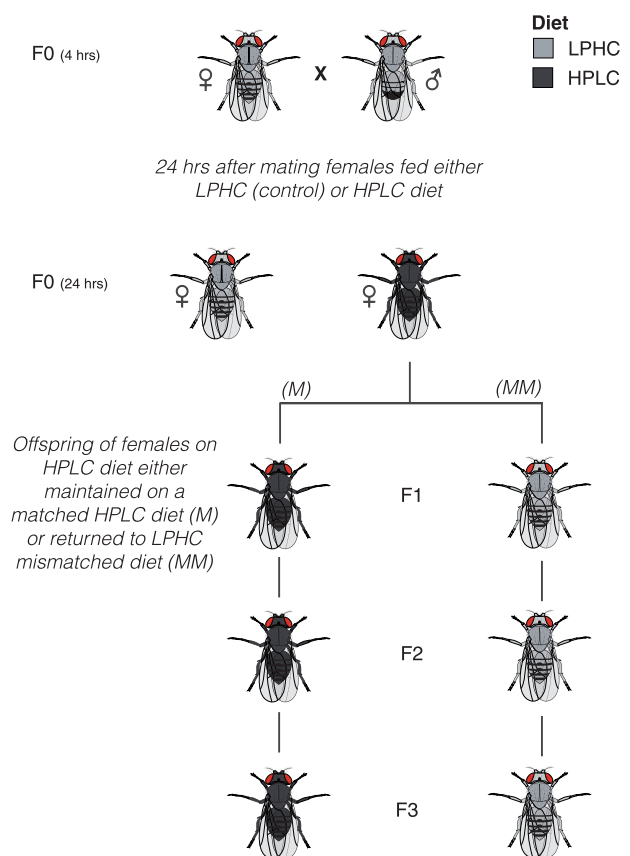 Diet
LPHC
HPLC
F0 (4 hrs)
♀ x ♂
24 hrs after mating females fed either
LPHC (control) or HPLC diet
F0 (24 hrs)
♀ ♀
(M) (MM)
Offspring of females on
HPLC diet either
maintained on a
matched HPLC diet (M)
or returned to LPHC
mismatched diet (MM)
F1
F2
F3